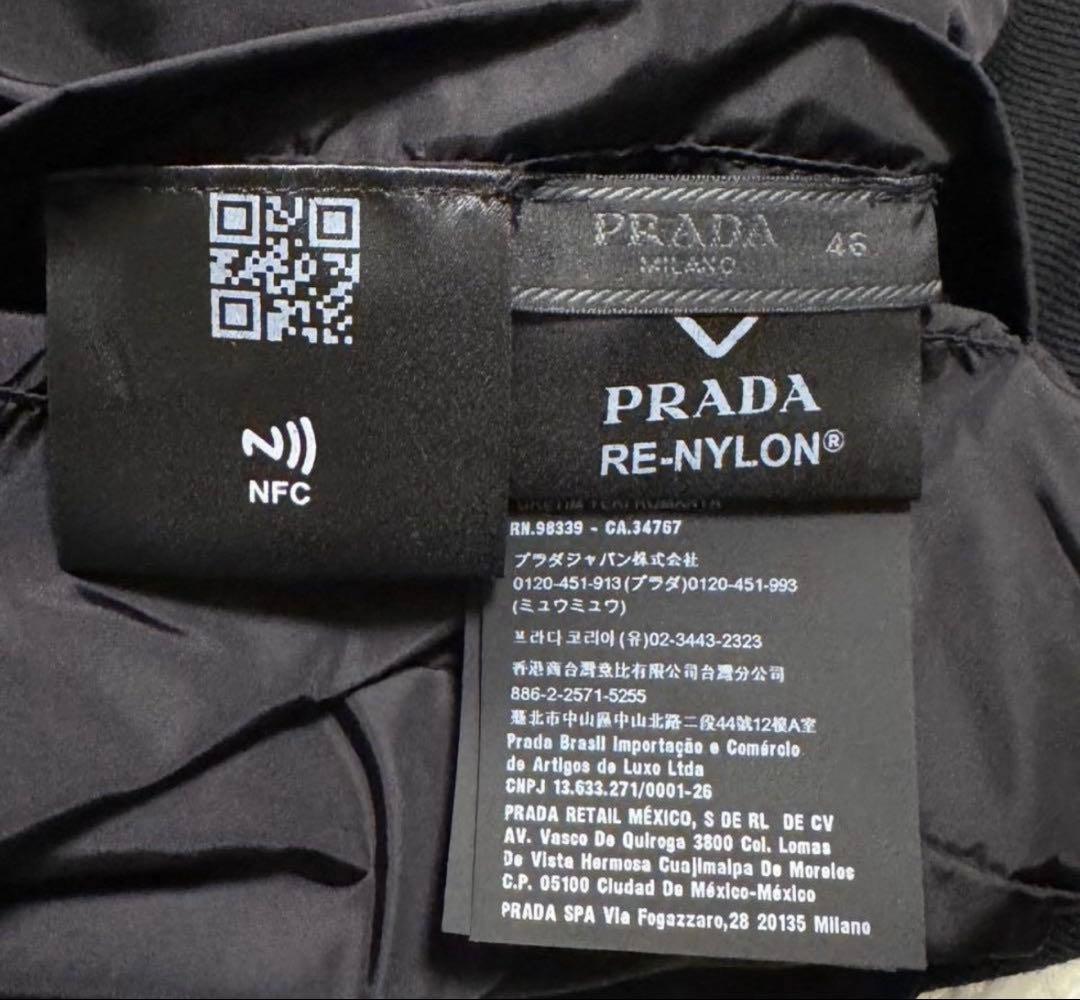 NFC
PRADA 46
MILANO
PRADA
RE-NYLON®
RN.98339 - CA.34767
プラダジャパン株式会社
0120-451-913(プラダ)0120-451-993
(ミュウミュウ)
프라다코리아(유)02-3443-2323
香港商台灣意比有限公司台灣分公司
886-2-2571-5255
臺北市中山區中山北路二段44號12樓A室
Prada Brasil Importação e Comércio
de Artigos de Luxo Ltda
CNPJ 13.633.271/0001-26
PRADA RETAIL MÉXICO, S DE RL DE CV
AV. Vasco De Quiroga 3800 Col. Lomas
De Vista Hermosa Cuajimalpa De Morelos
C.P. 05100 Ciudad De México-México
PRADA SPA Via Fogazzaro,28 20135 Milano